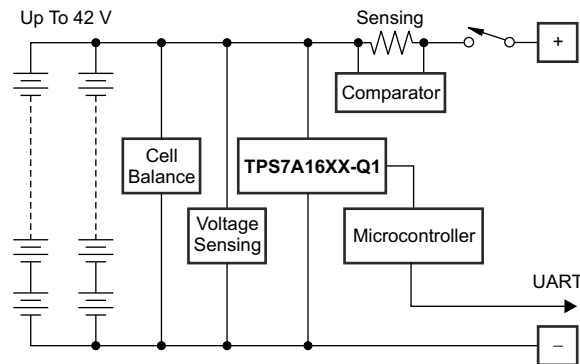 Up To 42 V
Sensing
+
Comparator
Cell
Balance
TPS7A16XX-Q1
Voltage
Sensing
Microcontroller
UART
−